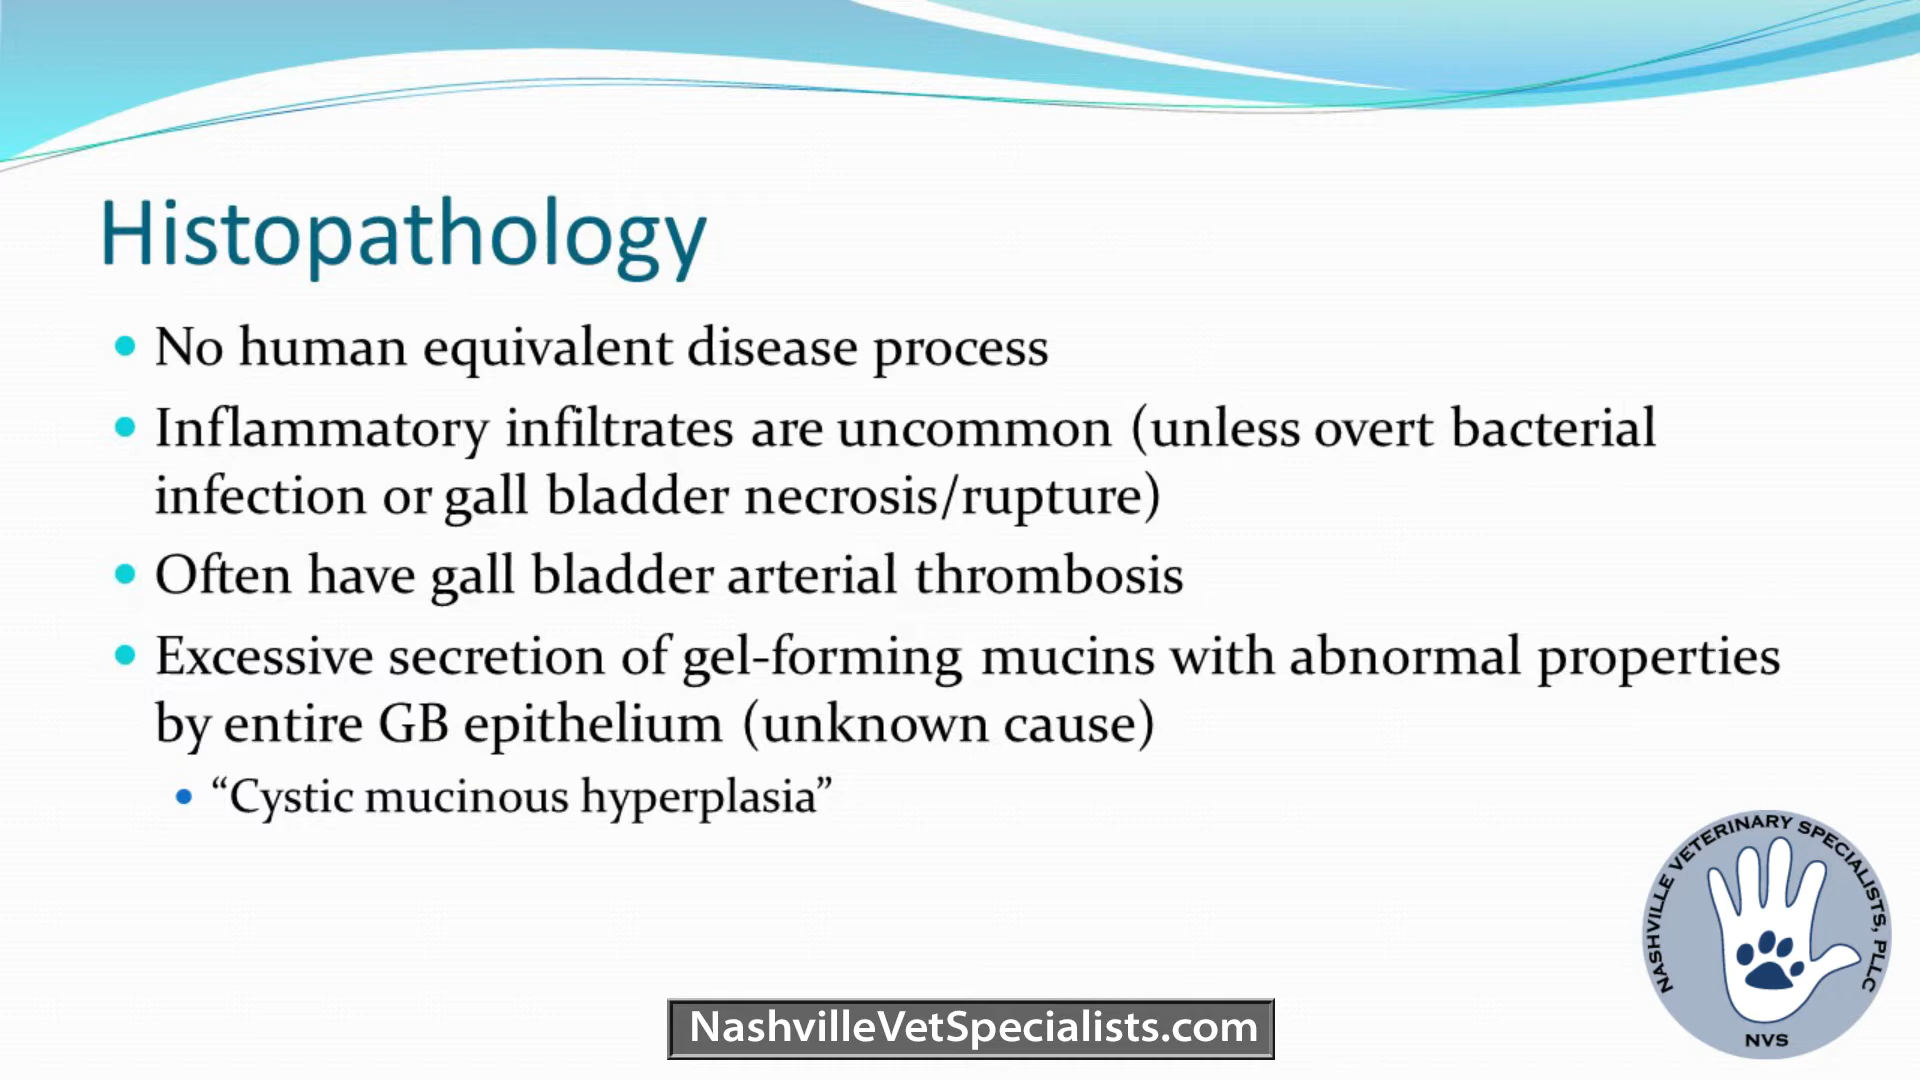 Histopathology
No human equivalent disease process
Inflammatory infiltrates are uncommon (unless overt bacterial
infection or gall bladder necrosis/rupture)
Often have gall bladder arterial thrombosis
Excessive secretion of gel-forming mucins with abnormal properties
by entire GB epithelium (unknown cause)
“Cystic mucinous hyperplasia”
NASHVILLE VETERINARY SPECIALISTS, PLLC
NVS
NashvilleVetSpecialists.com